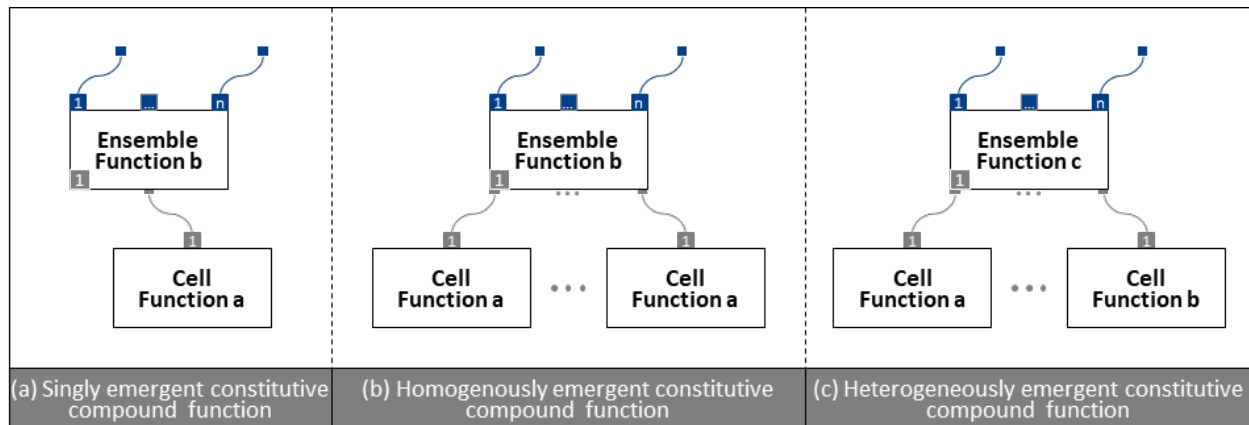 1
...
n
Ensemble
Function b
1
1
Cell
Function a
(a) Singly emergent constitutive
compound function
1
...
n
Ensemble
Function b
1
...
1
1
Cell
Function a
...
Cell
Function a
(b) Homogenously emergent constitutive
compound function
1
...
n
Ensemble
Function c
1
...
1
1
Cell
Function a
...
Cell
Function b
(c) Heterogeneously emergent constitutive
compound function